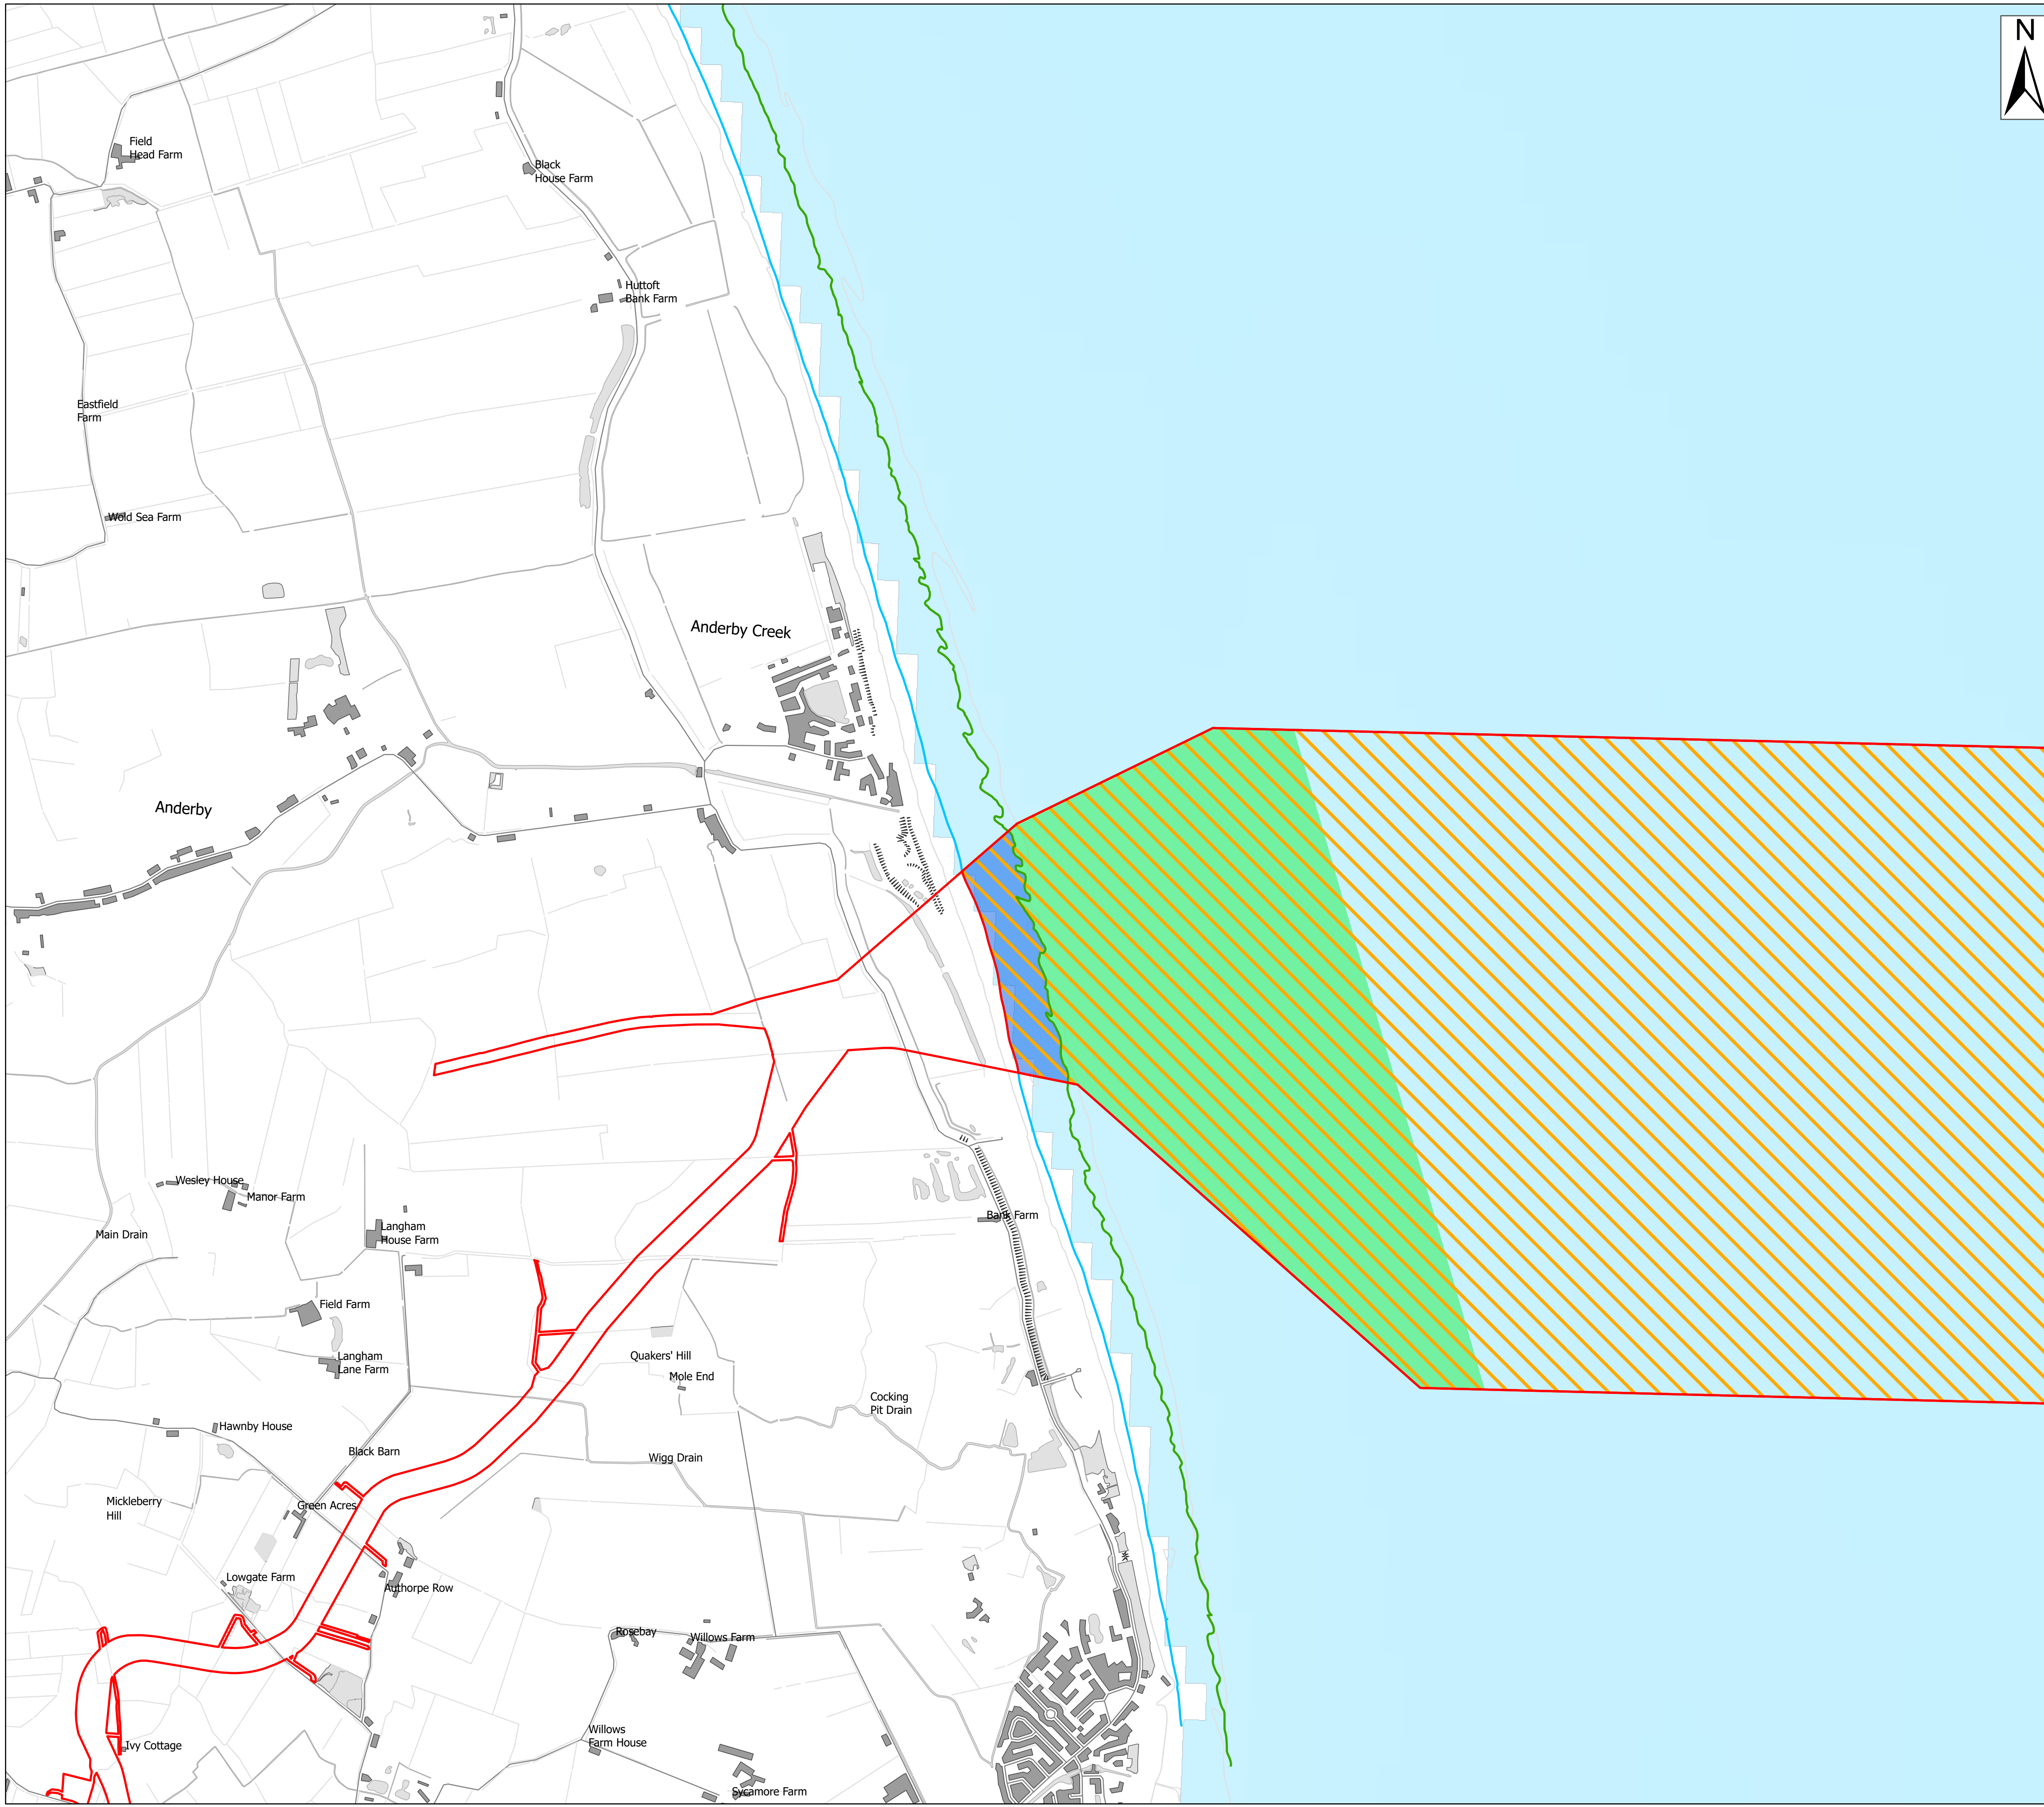 N
Field
Head Farm
Black
House Farm
Huttoft
Bank Farm
Eastfield
Farm
Wold Sea Farm
Anderby Creek
Anderby
Wesley House
Manor Farm
Main Drain
Langham
House Farm
Bank Farm
Field Farm
Langham
Lane Farm
Quakers' Hill
Mole End
Cocking
Pit Drain
Hawnby House
Black Barn
Wigg Drain
Mickleberry
Hill
Green Acres
Lowgate Farm
Authorpe Row
Rosebay
Willows Farm
Willows
Farm House
Ivy Cottage
Sycamore Farm